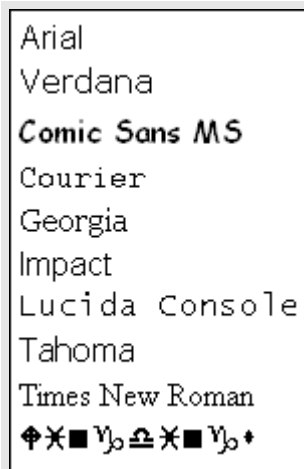 Arial
Verdana
Comic Sans MS
Courier
Georgia
Impact
Lucida Console
Tahoma
Times New Roman